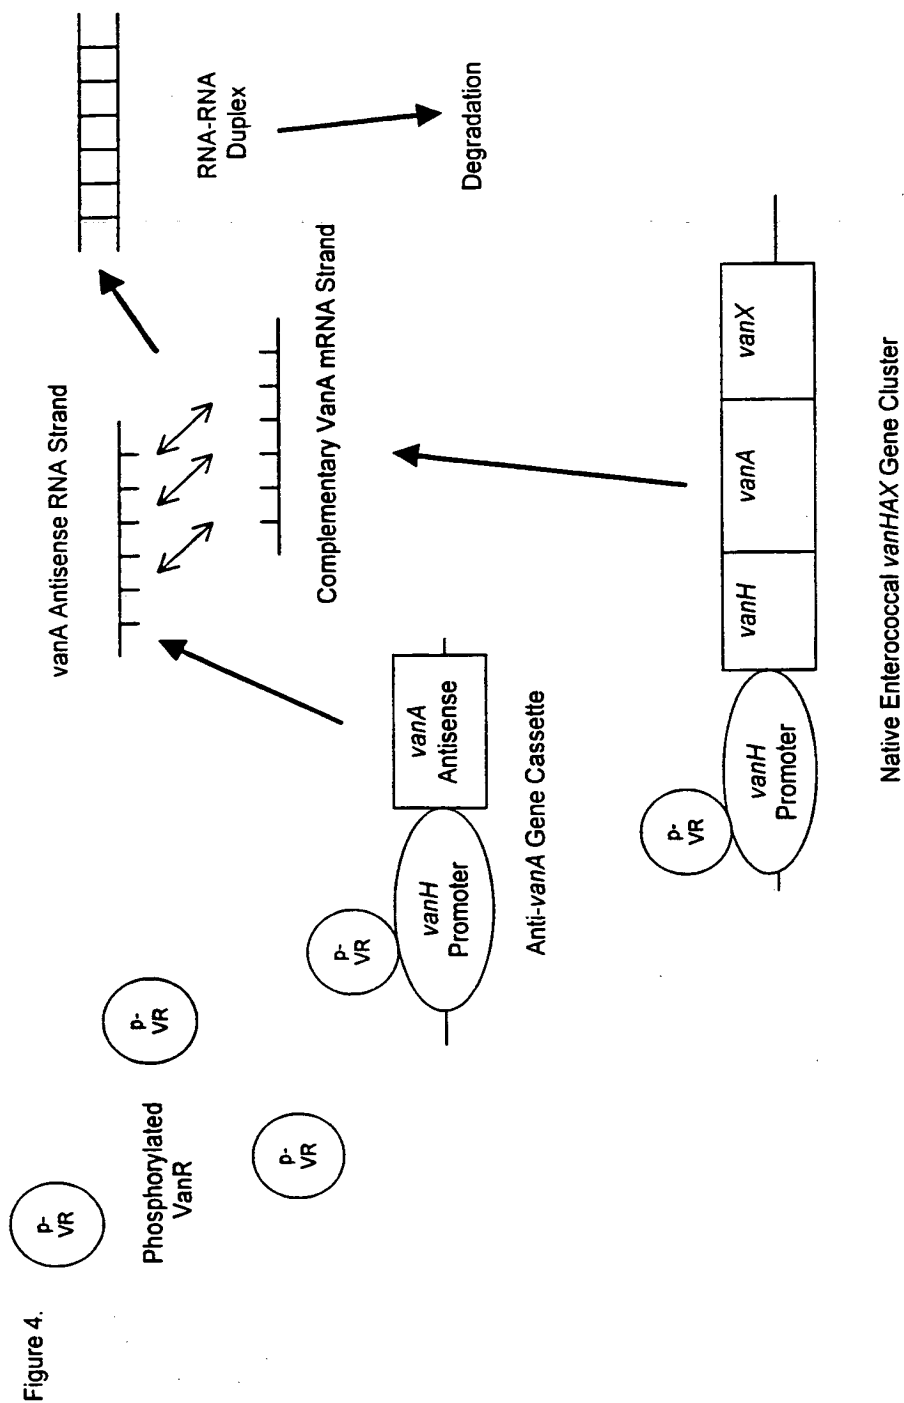 Figure 4.
p-
VR
Phosphorylated
VanR
p-
VR
p-
VR
p-
VR
vanH
Promoter
vanA
Antisense
Anti-vanA Gene Cassette
vanA Antisense RNA Strand
Complementary VanA mRNA Strand
RNA-RNA
Duplex
Degradation
p-
VR
vanH
Promoter
vanH
vanA
vanX
Native Enterococcal vanHAX Gene Cluster